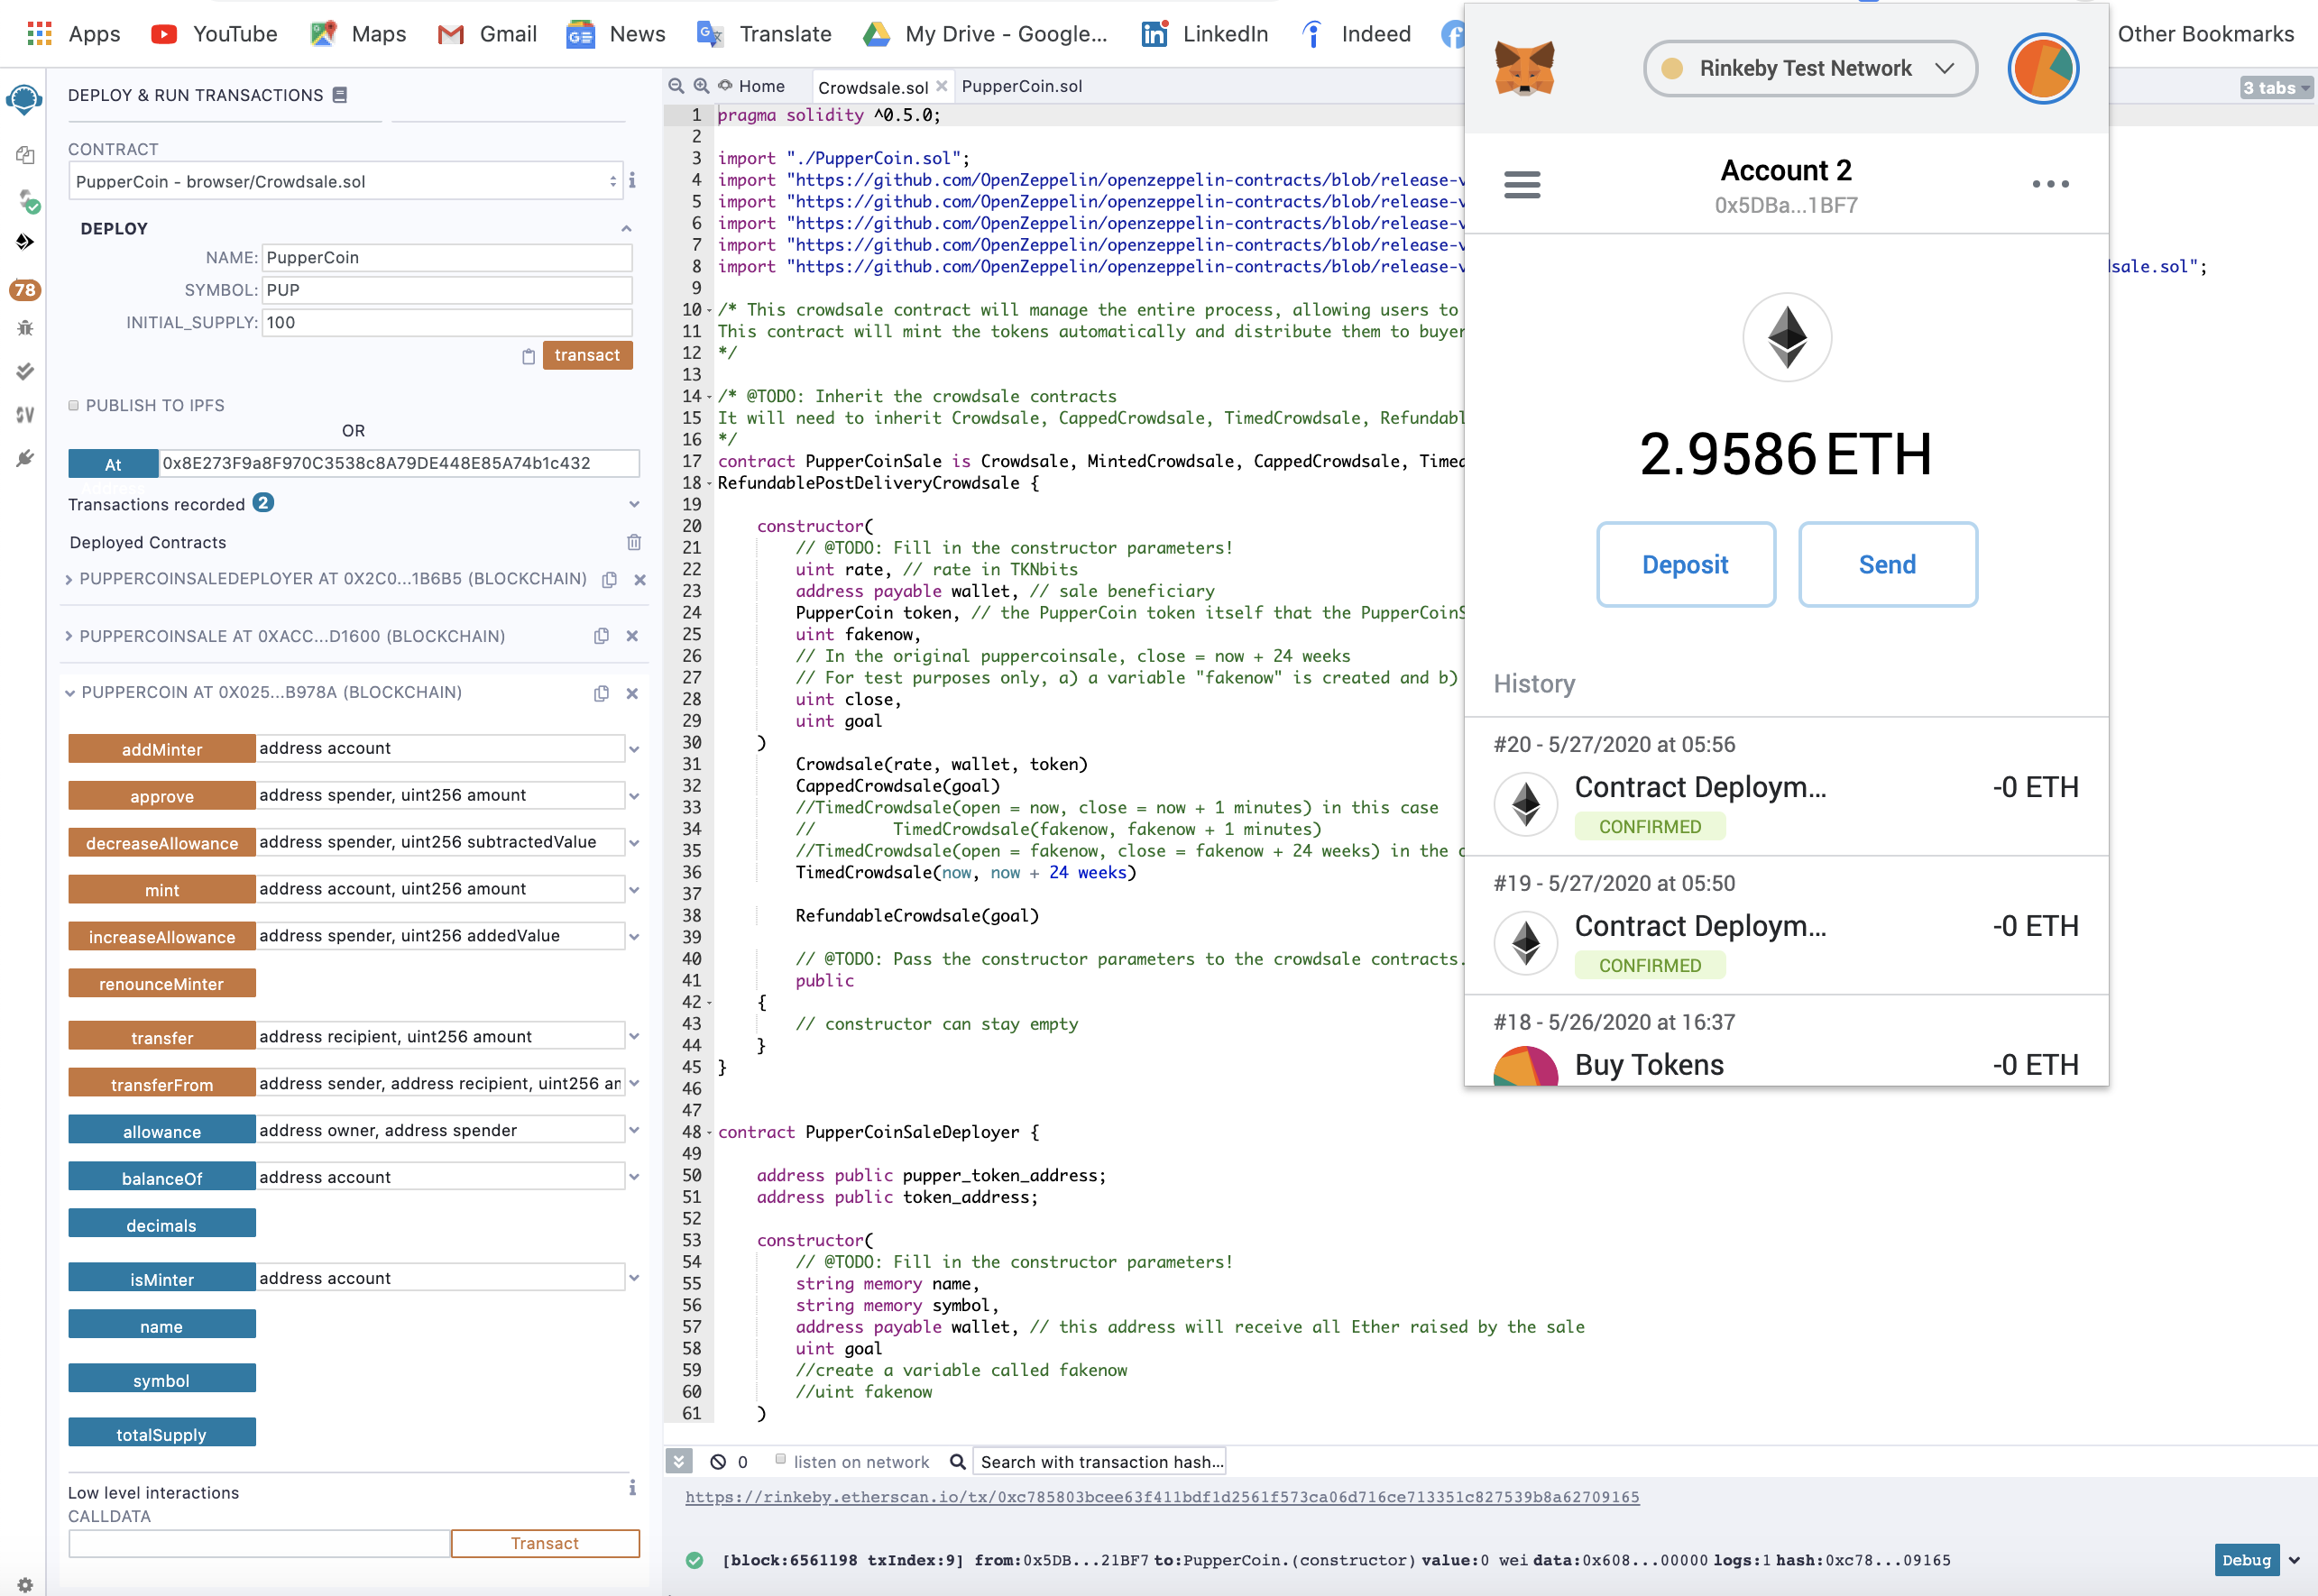 Apps YouTube Maps Gmail News Translate My Drive - Google... LinkedIn Indeed Other Bookmarks
DEPLOY & RUN TRANSACTIONS
CONTRACT
PupperCoin - browser/Crowdsale.sol
DEPLOY
NAME: PupperCoin
SYMBOL: PUP
INITIAL_SUPPLY: 100
transact
78
PUBLISH TO IPFS
OR
At 0x8E273F9a8F970C3538c8A79DE448E85A74b1c432
Transactions recorded 2
Deployed Contracts
PUPPERCOINSALEDEPLOYER AT 0X2C0...1B6B5 (BLOCKCHAIN)
PUPPERCOINSALE AT 0XACC...D1600 (BLOCKCHAIN)
PUPPERCOIN AT 0X025...B978A (BLOCKCHAIN)
addMinter address account
approve address spender, uint256 amount
decreaseAllowance address spender, uint256 subtractedValue
mint address account, uint256 amount
increaseAllowance address spender, uint256 addedValue
renounceMinter
transfer address recipient, uint256 amount
transferFrom address sender, address recipient, uint256 an
allowance address owner, address spender
balanceOf address account
decimals
isMinter address account
name
symbol
totalSupply
Low level interactions
CALLDATA
Transact
Home Crowdsale.sol PupperCoin.sol
3 tabs
1 pragma solidity ^0.5.0;
2
3 import "./PupperCoin.sol";
4 import "https://github.com/OpenZeppelin/openzeppelin-contracts/blob/release-v
5 import "https://github.com/OpenZeppelin/openzeppelin-contracts/blob/release-v
6 import "https://github.com/OpenZeppelin/openzeppelin-contracts/blob/release-v
7 import "https://github.com/OpenZeppelin/openzeppelin-contracts/blob/release-v
8 import "https://github.com/OpenZeppelin/openzeppelin-contracts/blob/release-v sale.sol";
9
10 /* This crowdsale contract will manage the entire process, allowing users to
11 This contract will mint the tokens automatically and distribute them to buyer
12 */
13
14 /* @TODO: Inherit the crowdsale contracts
15 It will need to inherit Crowdsale, CappedCrowdsale, TimedCrowdsale, Refundabl
16 */
17 contract PupperCoinSale is Crowdsale, MintedCrowdsale, CappedCrowdsale, Timed
18 RefundablePostDeliveryCrowdsale {
19
20 constructor(
21 // @TODO: Fill in the constructor parameters!
22 uint rate, // rate in TKNbits
23 address payable wallet, // sale beneficiary
24 PupperCoin token, // the PupperCoin token itself that the PupperCoinS
25 uint fakenow,
26 // In the original puppercoinsale, close = now + 24 weeks
27 // For test purposes only, a) a variable "fakenow" is created and b)
28 uint close,
29 uint goal
30 )
31 Crowdsale(rate, wallet, token)
32 CappedCrowdsale(goal)
33 //TimedCrowdsale(open = now, close = now + 1 minutes) in this case
34 // TimedCrowdsale(fakenow, fakenow + 1 minutes)
35 //TimedCrowdsale(open = fakenow, close = fakenow + 24 weeks) in the c
36 TimedCrowdsale(now, now + 24 weeks)
37
38 RefundableCrowdsale(goal)
39
40 // @TODO: Pass the constructor parameters to the crowdsale contracts.
41 public
42 {
43 // constructor can stay empty
44 }
45 }
46
47
48 contract PupperCoinSaleDeployer {
49
50 address public pupper_token_address;
51 address public token_address;
52
53 constructor(
54 // @TODO: Fill in the constructor parameters!
55 string memory name,
56 string memory symbol,
57 address payable wallet, // this address will receive all Ether raised by the sale
58 uint goal
59 //create a variable called fakenow
60 //uint fakenow
61 )
0 listen on network Search with transaction hash...
https://rinkeby.etherscan.io/tx/0xc785803bcee63f411bdf1d2561f573ca06d716ce713351c827539b8a62709165
[block:6561198 txIndex:9] from:0x5DB...21BF7 to:PupperCoin.(constructor) value:0 wei data:0x608...00000 logs:1 hash:0xc78...09165
Debug
Rinkeby Test Network
Account 2
0x5DBa...1BF7
2.9586 ETH
Deposit Send
History
#20 - 5/27/2020 at 05:56
Contract Deploym... -0 ETH
CONFIRMED
#19 - 5/27/2020 at 05:50
Contract Deploym... -0 ETH
CONFIRMED
#18 - 5/26/2020 at 16:37
Buy Tokens -0 ETH